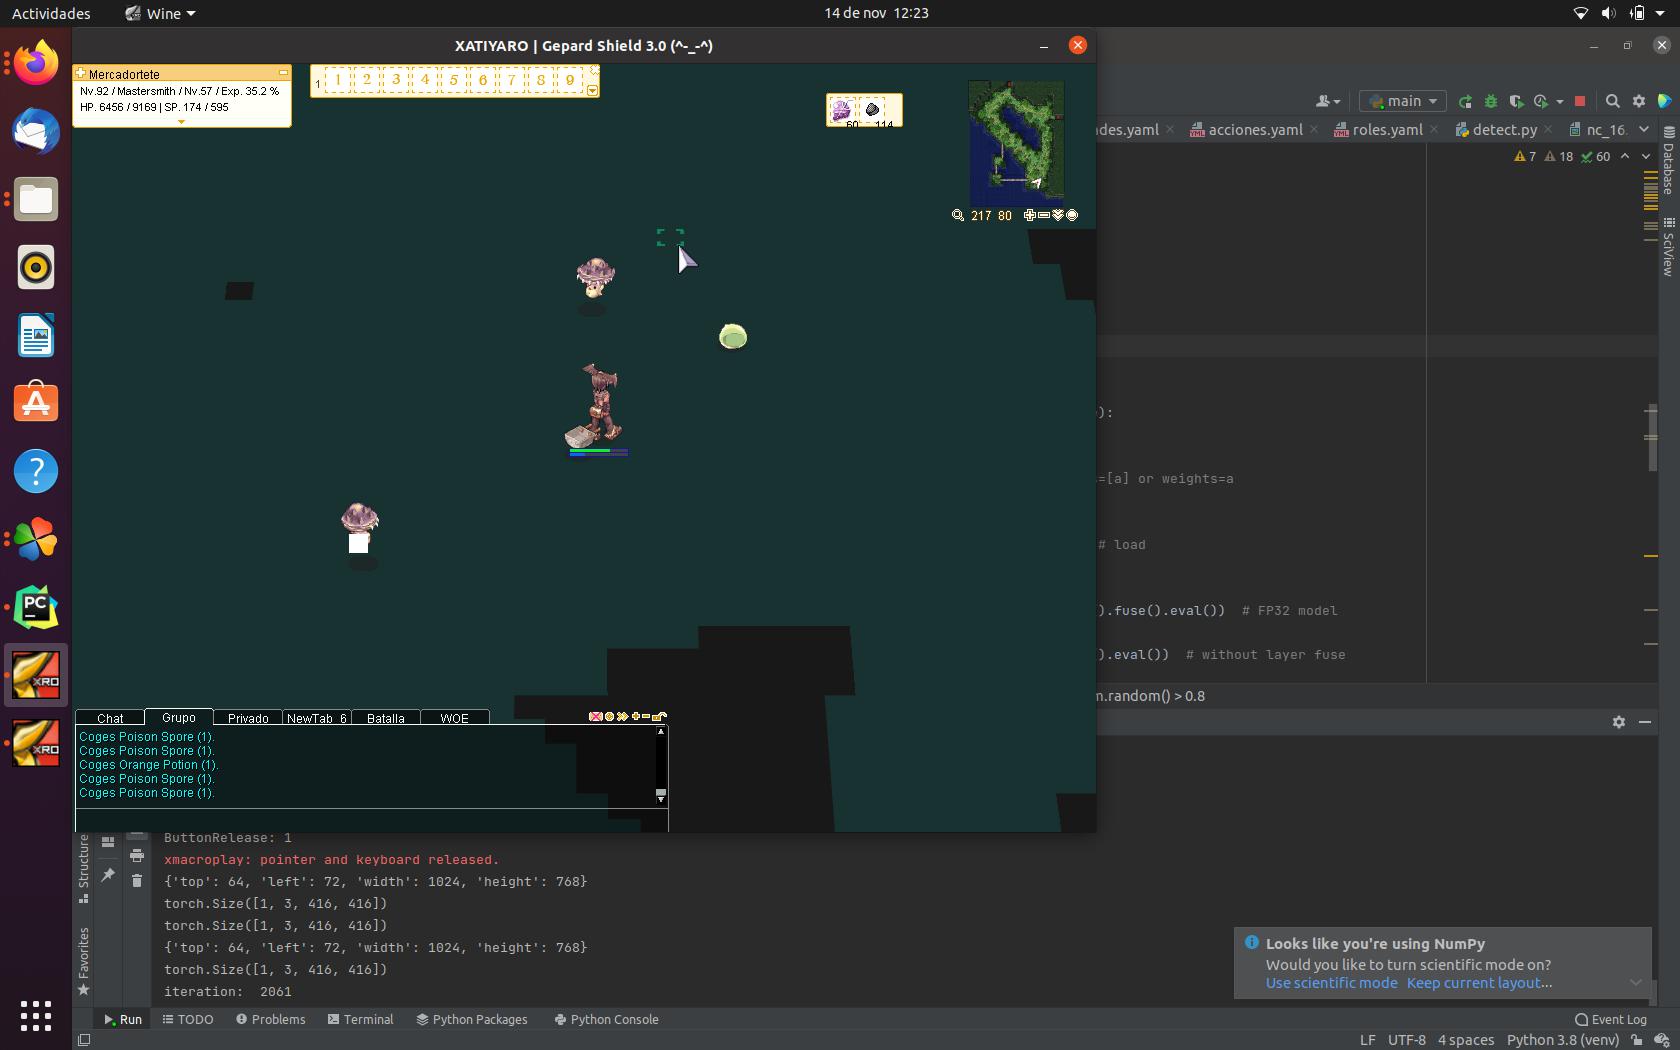 Actividades
Wine
14 de nov 12:23
XATIYARO | Gepard Shield 3.0 (^-_-^)
Mercadortete
Nv.92 / Mastersmith / Nv.57 / Exp. 35.2 %
HP. 6456 / 9169 | SP. 174 / 595
1 1 2 3 4 5 6 7 8 9
60 114
217 80
main
des.yaml
acciones.yaml
roles.yaml
detect.py
nc_16.
7 18 60
Database
SciView
):
=[a] or weights=a
# load
).fuse().eval()) # FP32 model
).eval()) # without layer fuse
m.random() > 0.8
PC
XRO
XRO
Chat Grupo Privado NewTab_6 Batalla WOE
Coges Poison Spore (1).
Coges Poison Spore (1).
Coges Orange Potion (1).
Coges Poison Spore (1).
Coges Poison Spore (1).
Structure
Favorites
ButtonRelease: 1
xmacroplay: pointer and keyboard released.
{'top': 64, 'left': 72, 'width': 1024, 'height': 768}
torch.Size([1, 3, 416, 416])
torch.Size([1, 3, 416, 416])
{'top': 64, 'left': 72, 'width': 1024, 'height': 768}
torch.Size([1, 3, 416, 416])
iteration: 2061
Looks like you're using NumPy
Would you like to turn scientific mode on?
Use scientific mode Keep current layout...
Run TODO Problems Terminal Python Packages Python Console
Event Log
LF UTF-8 4 spaces Python 3.8 (venv)